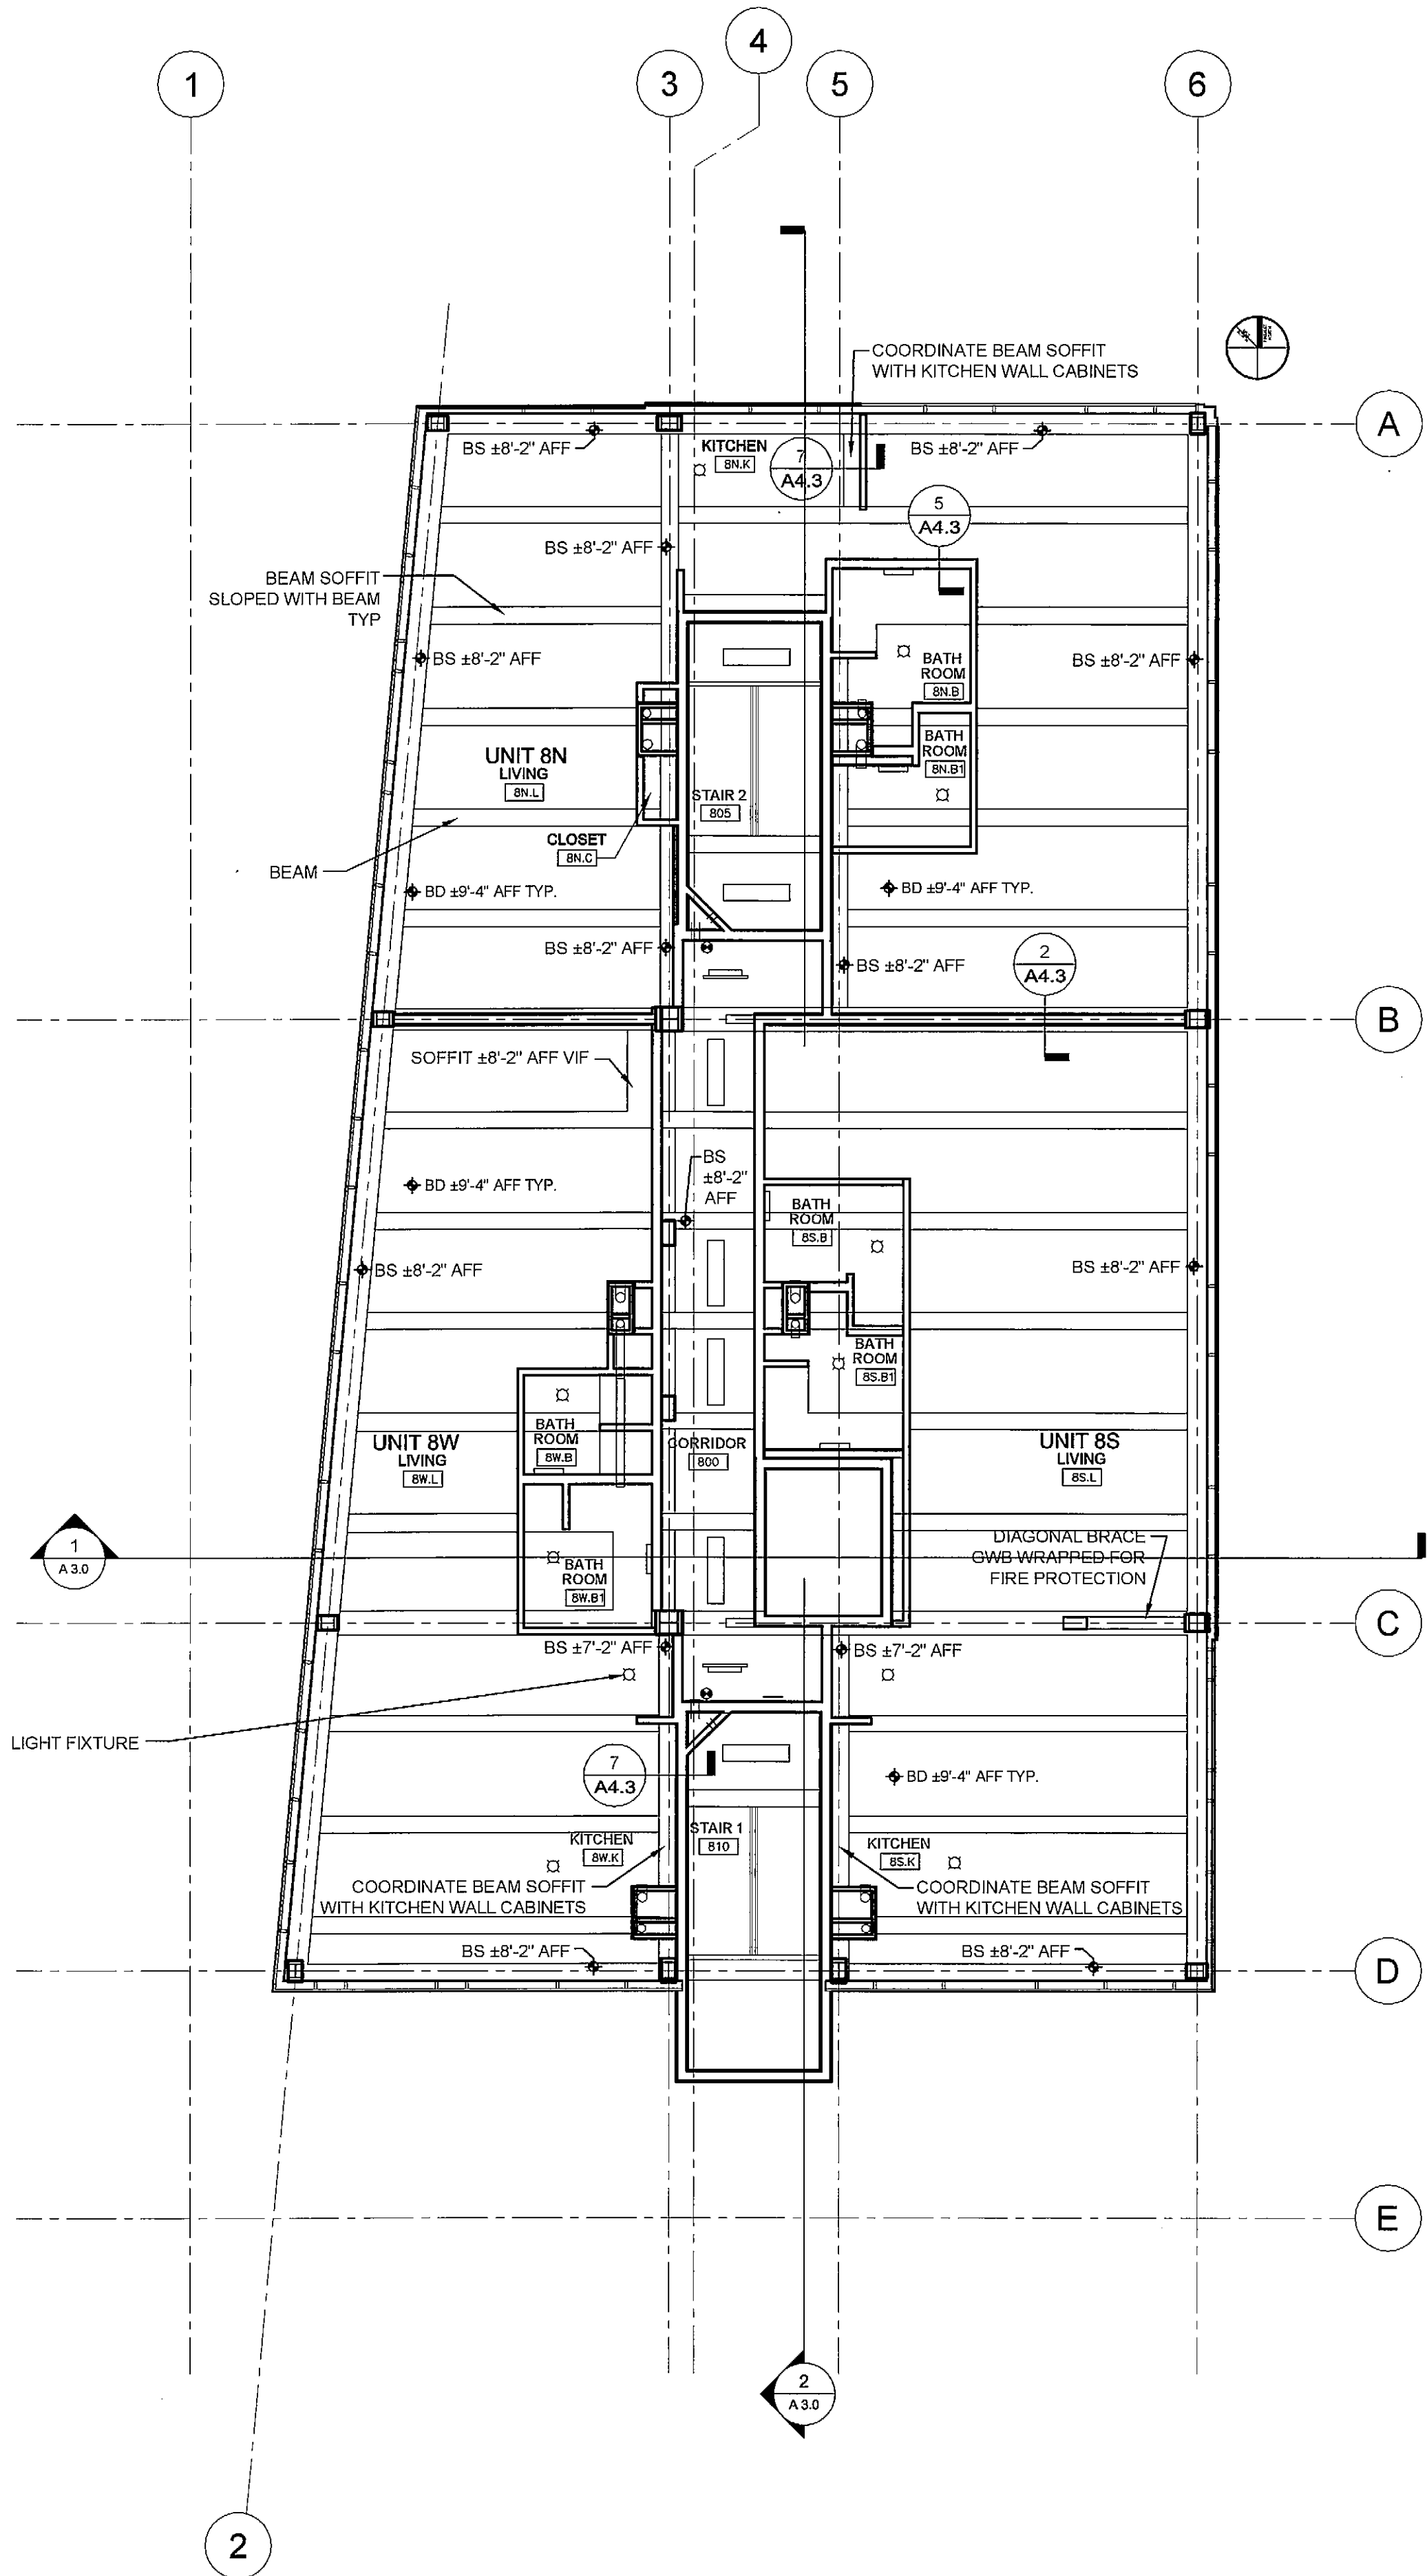 4
1
3
5
6
COORDINATE BEAM SOFFIT
WITH KITCHEN WALL CABINETS
A
BS ±8'-2" AFF
KITCHEN
8N.K
7
A4.3
BS ±8'-2" AFF
5
A4.3
BS ±8'-2" AFF
BEAM SOFFIT
SLOPED WITH BEAM
TYP
BS ±8'-2" AFF
BATH
ROOM
8N.B
BS ±8'-2" AFF
UNIT 8N
LIVING
8N.L
BATH
ROOM
8N.B1
STAIR 2
805
CLOSET
8N.C
BEAM
BD ±9'-4" AFF TYP.
BD ±9'-4" AFF TYP.
BS ±8'-2" AFF
BS ±8'-2" AFF
2
A4.3
B
SOFFIT ±8'-2" AFF VIF
BS
±8'-2"
AFF
BD ±9'-4" AFF TYP.
BATH
ROOM
8S.B
BS ±8'-2" AFF
BS ±8'-2" AFF
BATH
ROOM
8S.B1
BATH
ROOM
8W.B
UNIT 8W
LIVING
8W.L
CORRIDOR
800
UNIT 8S
LIVING
8S.L
1
A 3.0
DIAGONAL BRACE
GWB WRAPPED FOR
FIRE PROTECTION
BATH
ROOM
8W.B1
C
BS ±7'-2" AFF
BS ±7'-2" AFF
LIGHT FIXTURE
7
A4.3
BD ±9'-4" AFF TYP.
STAIR 1
810
KITCHEN
8W.K
KITCHEN
8S.K
COORDINATE BEAM SOFFIT
WITH KITCHEN WALL CABINETS
COORDINATE BEAM SOFFIT
WITH KITCHEN WALL CABINETS
BS ±8'-2" AFF
BS ±8'-2" AFF
D
E
2
A 3.0
2